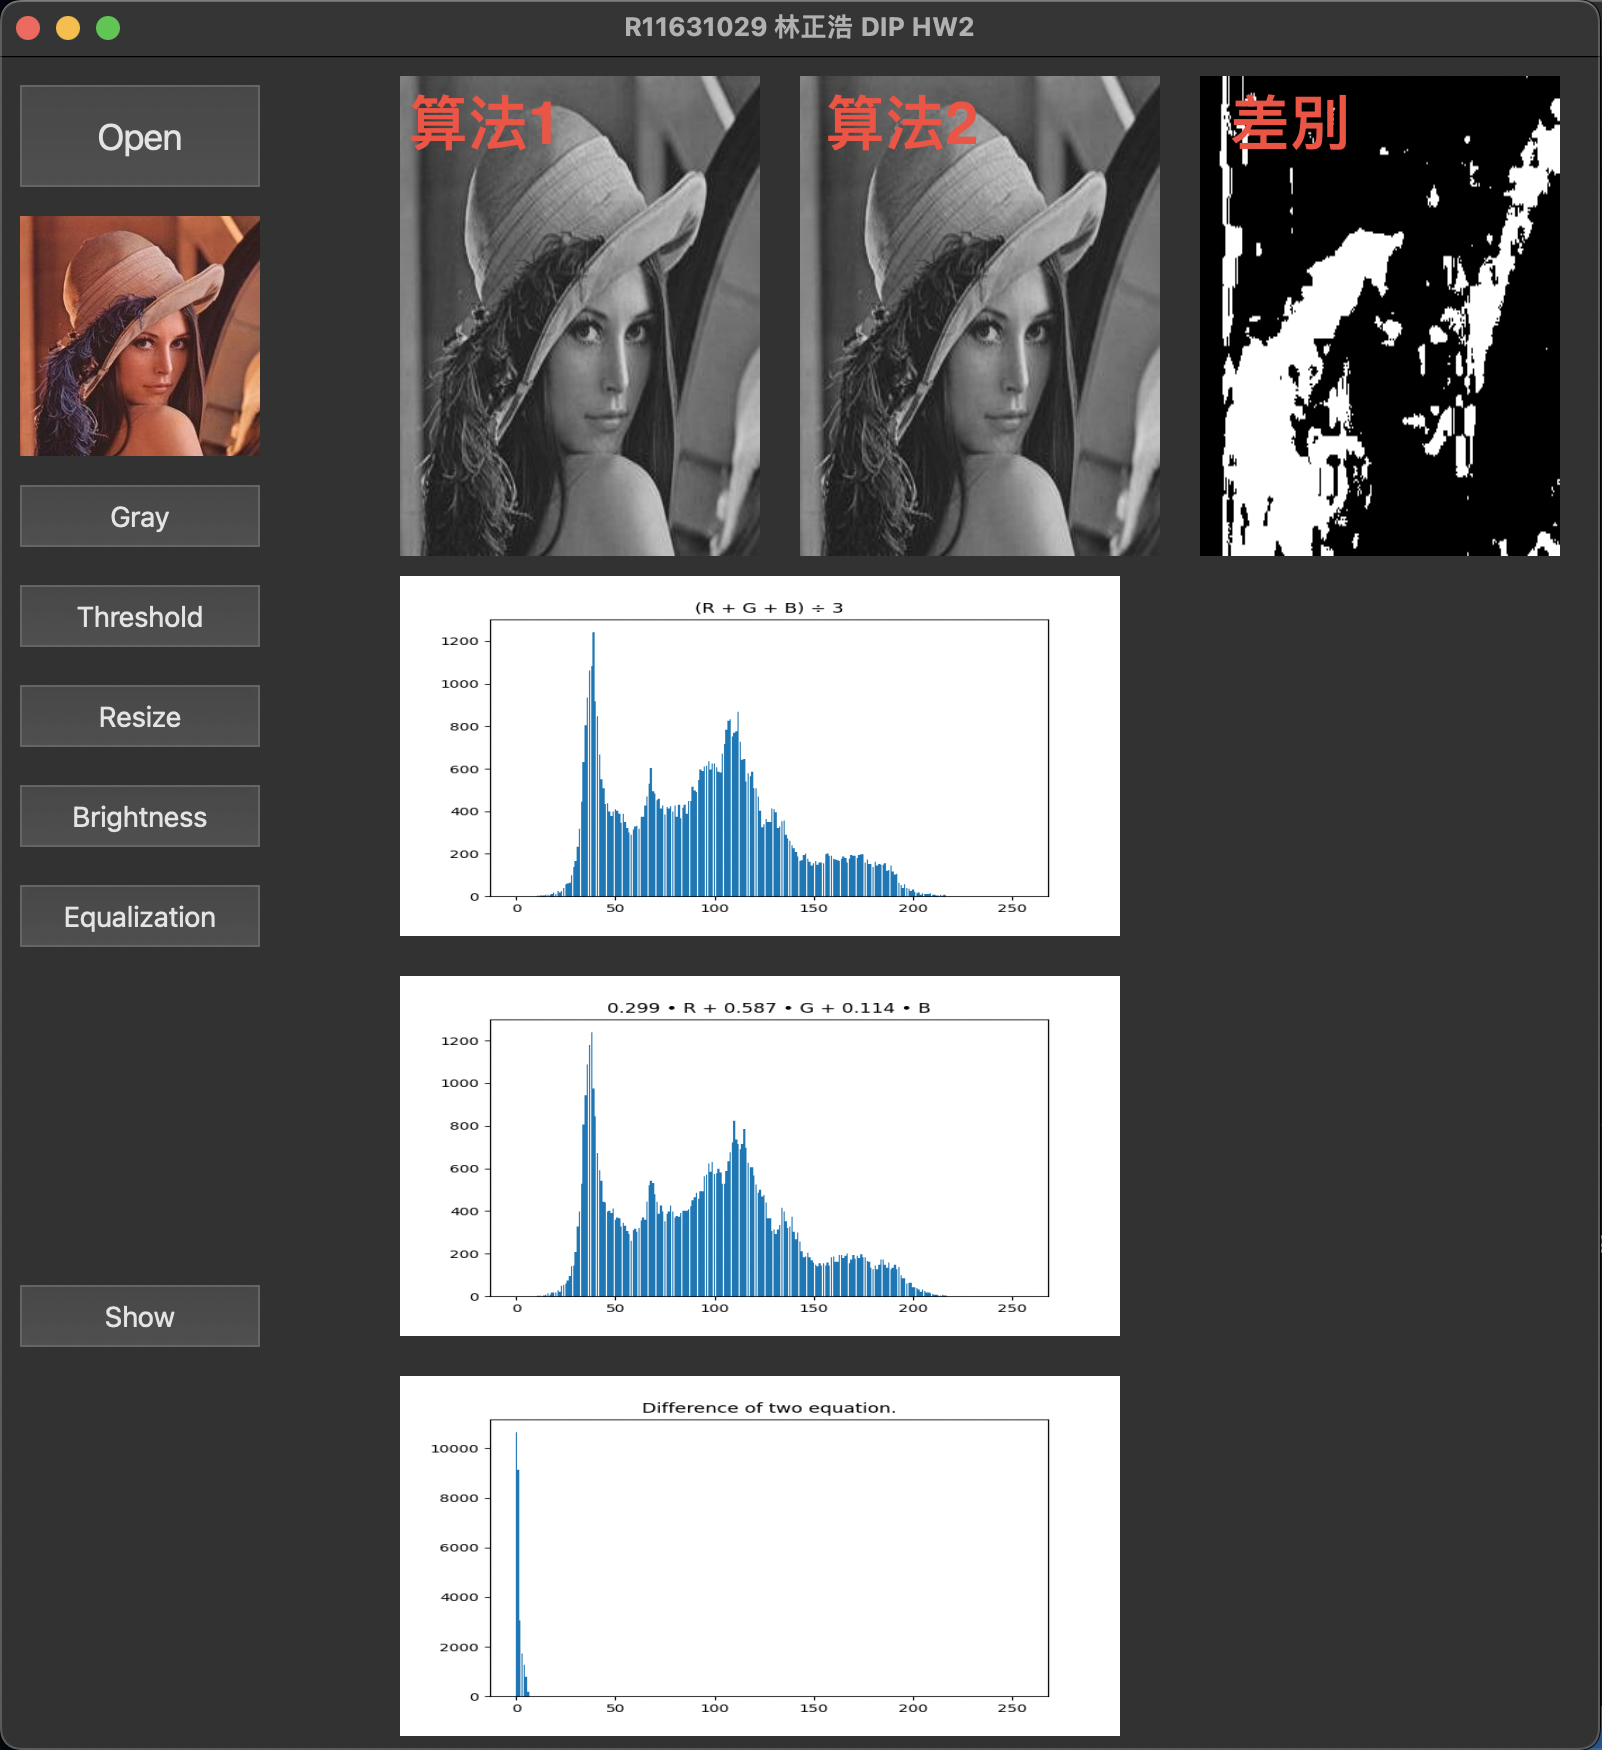 R11631029 林正浩 DIP HW2
Open
Gray
Threshold
Resize
Brightness
Equalization
Show
算法1
算法2
差別
(R + G + B) ÷ 3
1200
1000
800
600
400
200
0
0 50 100 150 200 250
0.299 • R + 0.587 • G + 0.114 • B
1200
1000
800
600
400
200
0
0 50 100 150 200 250
Difference of two equation.
10000
8000
6000
4000
2000
0
0 50 100 150 200 250